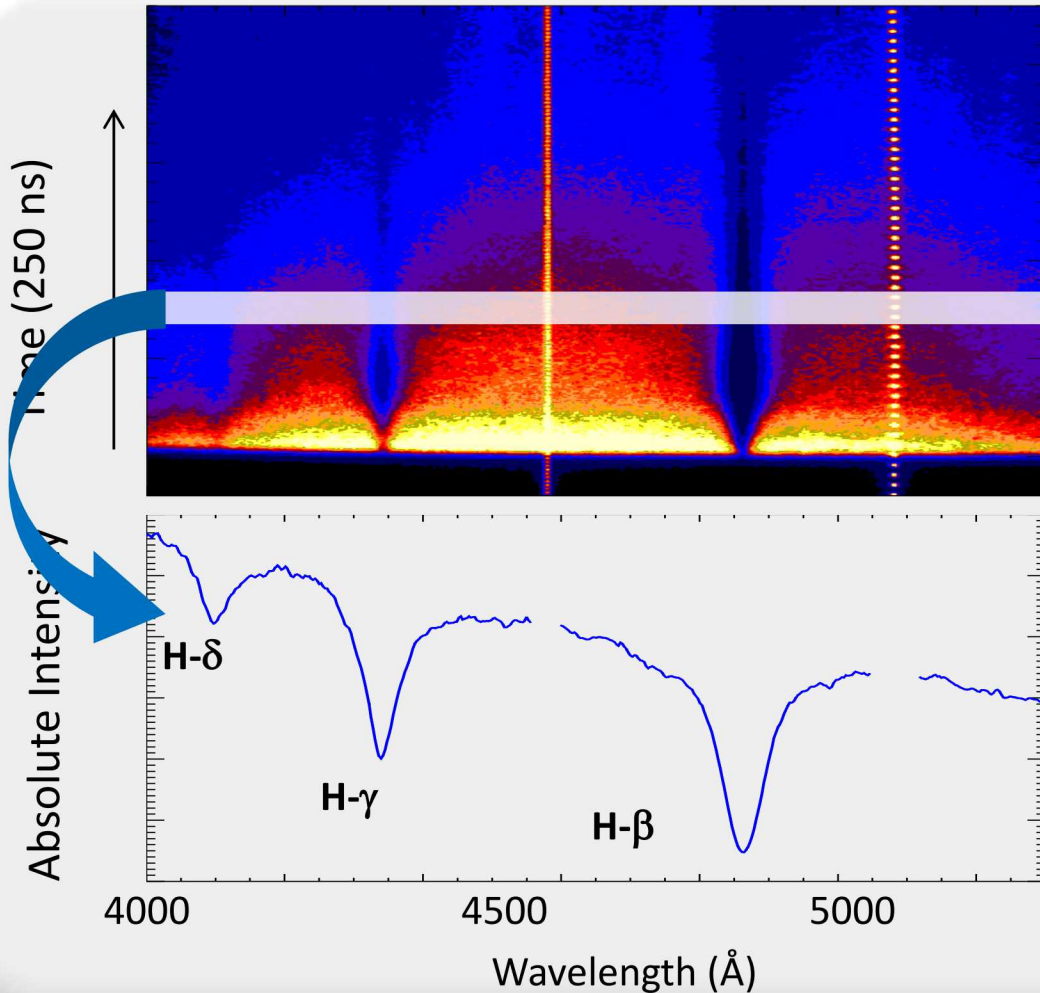 Time (250 ns)
Absolute Intensity
H-δ
H-γ
H-β
4000
4500
5000
Wavelength (Å)